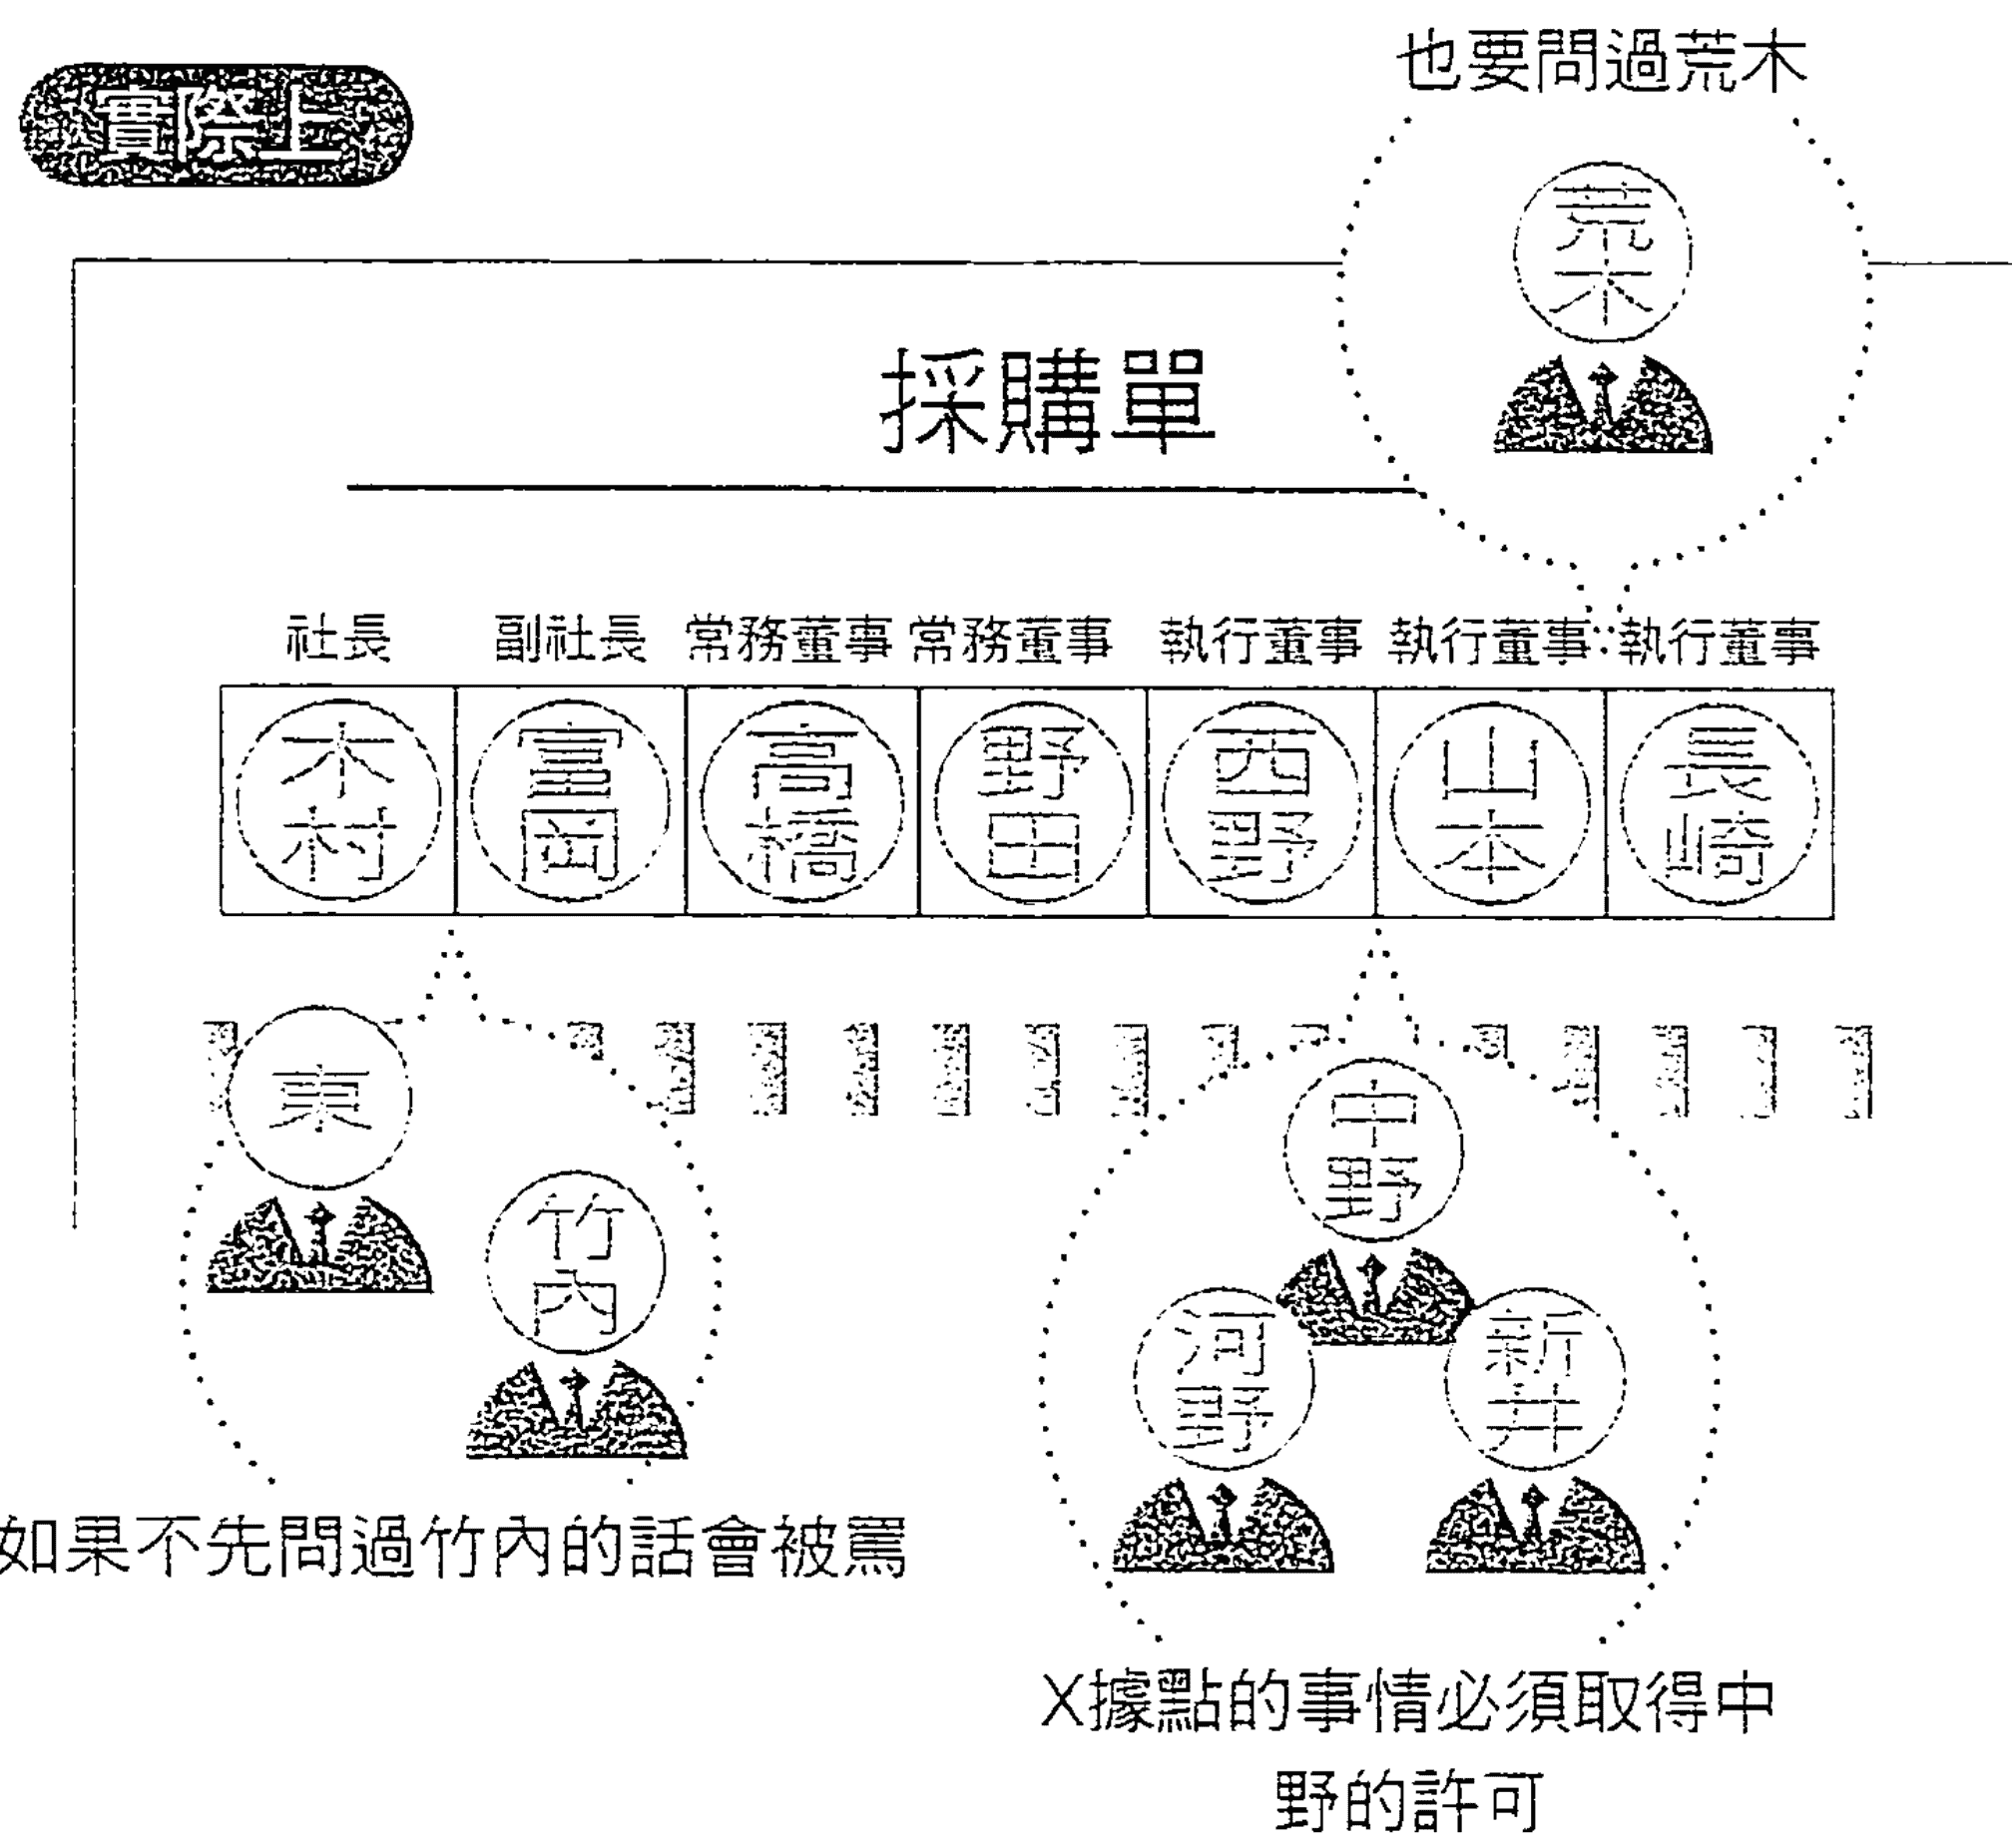 實際上
也要問過荒木
荒木
採購單
社長 副社長 常務董事 常務董事 執行董事 執行董事 執行董事
木村 富岡 高橋 野田 西野 山本 長崎
東
竹內
中野
河野
新井
如果不先問過竹內的話會被罵
X據點的事情必須取得中
野的許可